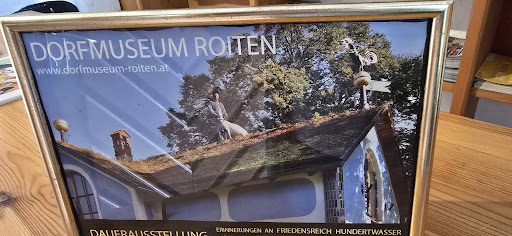 DORFMUSEUM ROITEN
www.dorfmuseum-roiten.at
DAUERAUSSTELLUNG ERINNERUNGEN AN FRIEDENSREICH HUNDERTWASSER